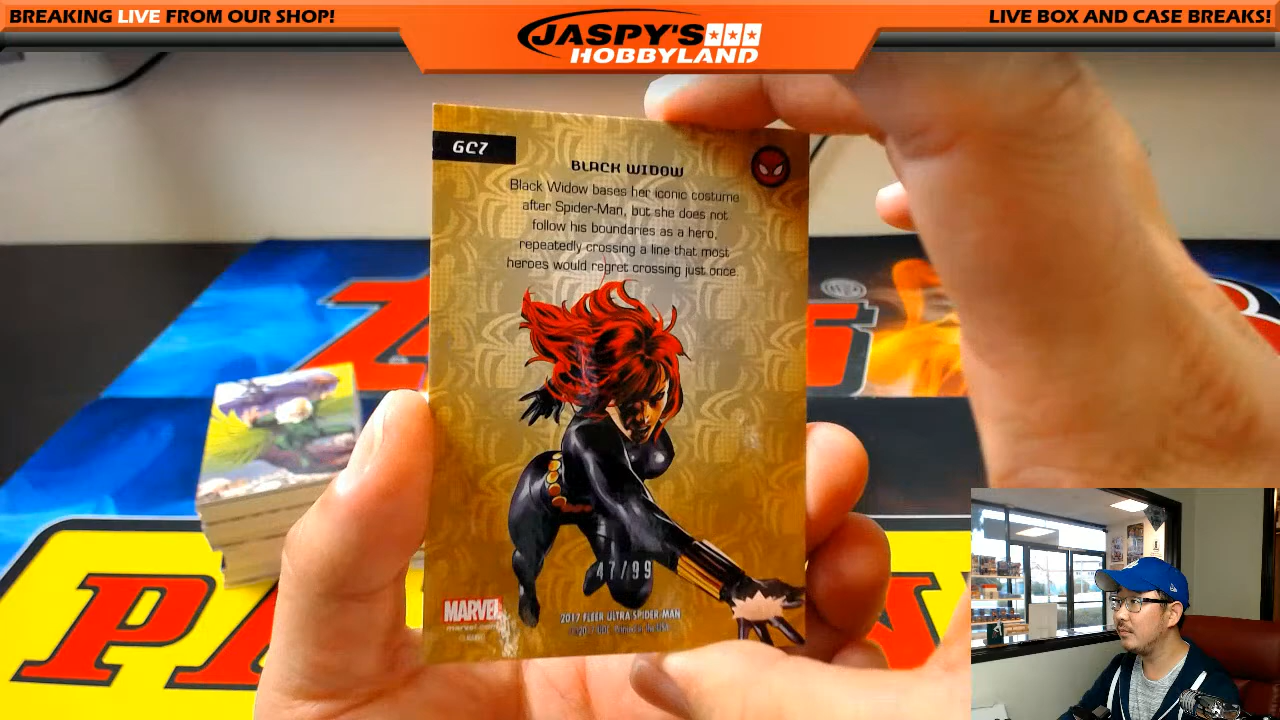 BREAKING LIVE FROM OUR SHOP!
JASPY'S
HOBBYLAND
LIVE BOX AND CASE BREAKS!
GC7
BLACK WIDOW
Black Widow bases her iconic costume
after Spider-Man, but she does not
follow his boundaries as a hero,
repeatedly crossing a line that most
heroes would regret crossing just once.
47/99
MARVEL
marvel.com
2017 FLEER ULTRA SPIDER-MAN